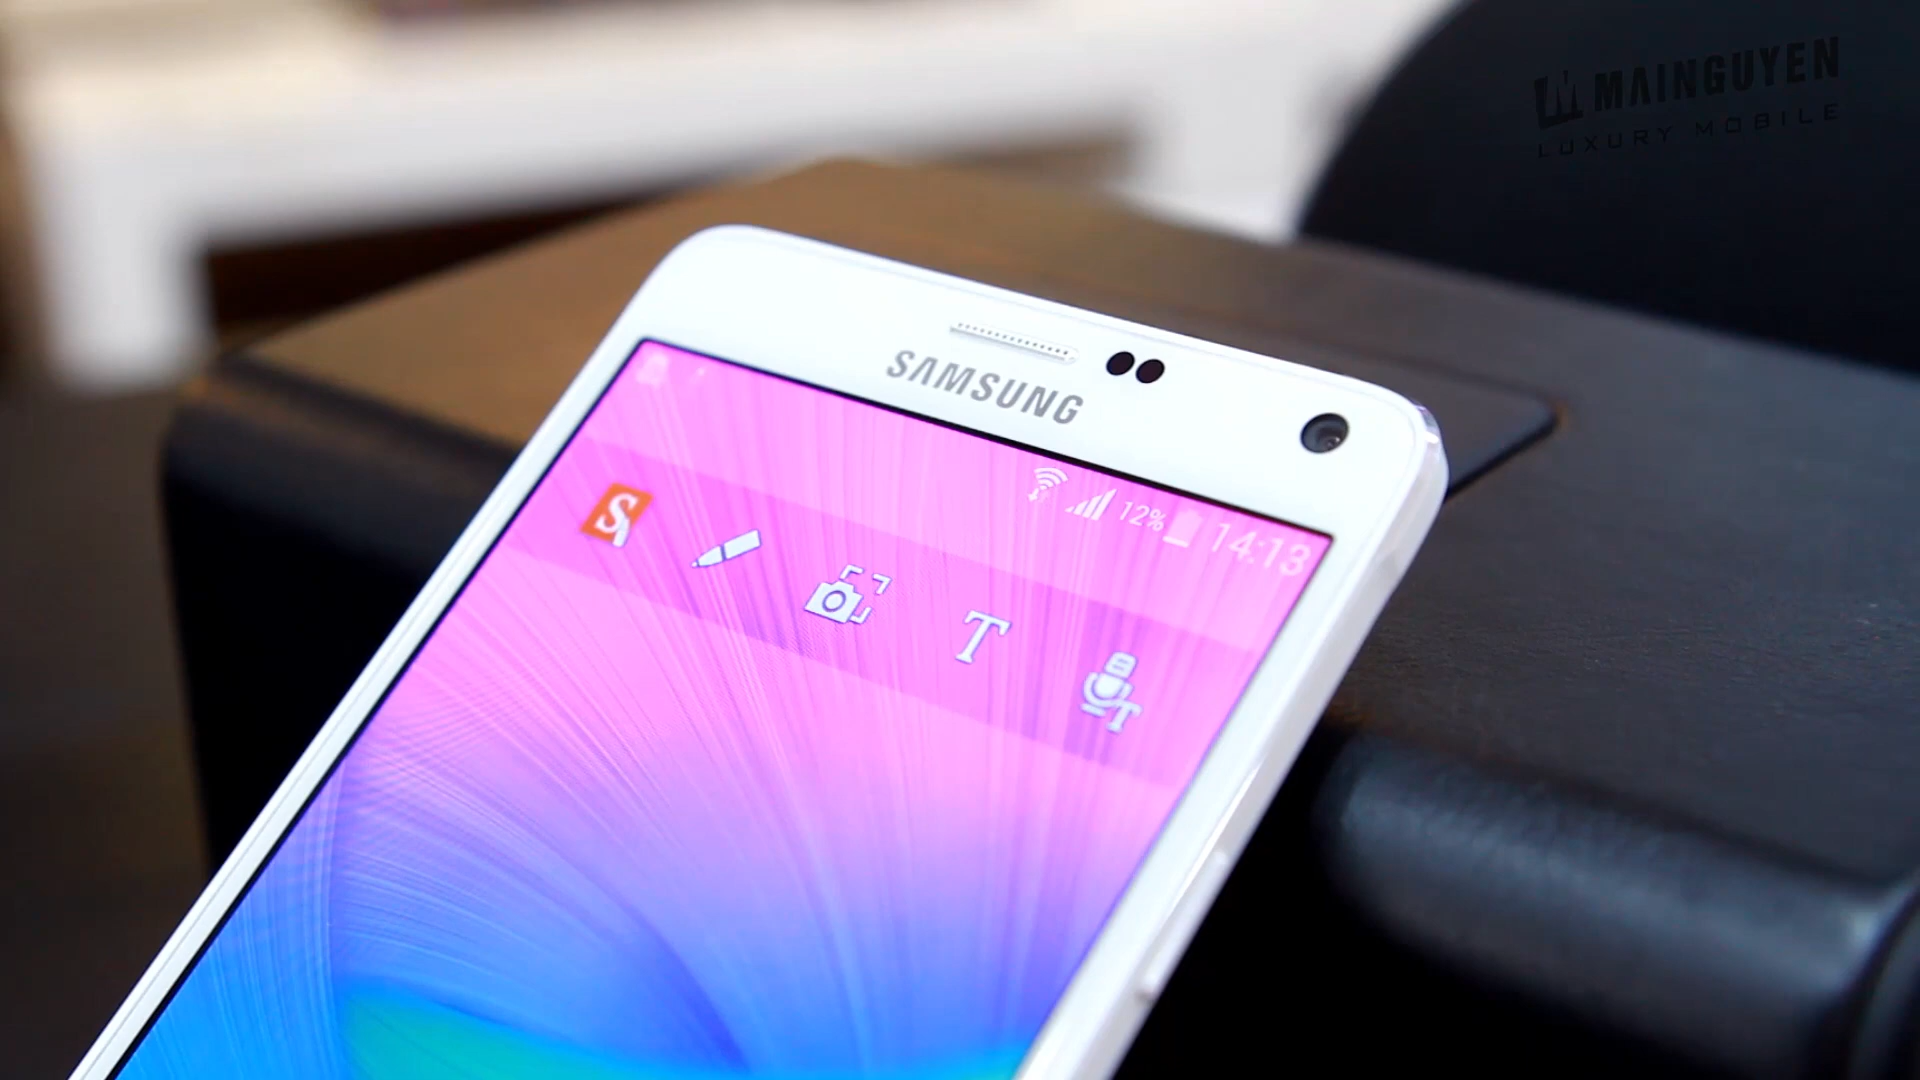 MAINGUYEN
LUXURY MOBILE
SAMSUNG
12% 14:13
S
T
T